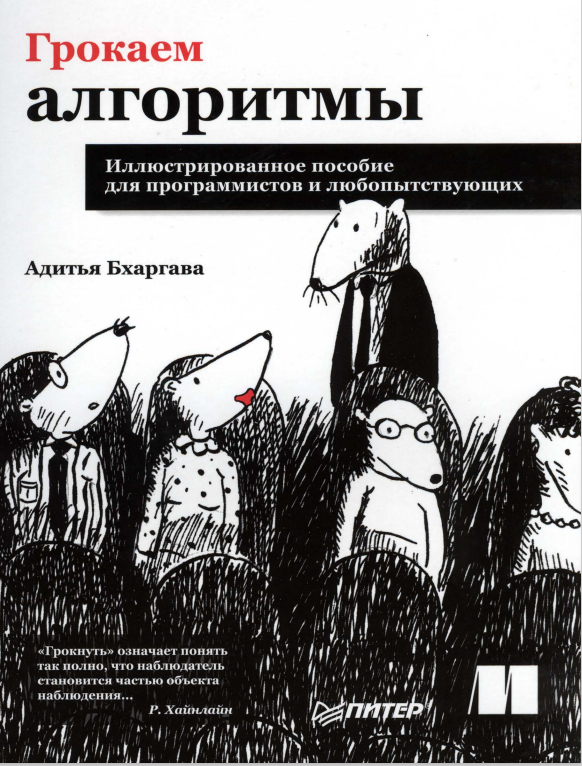 Грокаем
алгоритмы
Иллюстрированное пособие
для программистов и любопытствующих
Адитья Бхаргава
«Грокнуть» означает понять
так полно, что наблюдатель
становится частью объекта
наблюдения...
Р. Хайнлайн
ПИТЕР